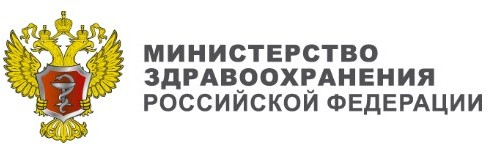 МИНИСТЕРСТВО
ЗДРАВООХРАНЕНИЯ
РОССИЙСКОЙ ФЕДЕРАЦИИ